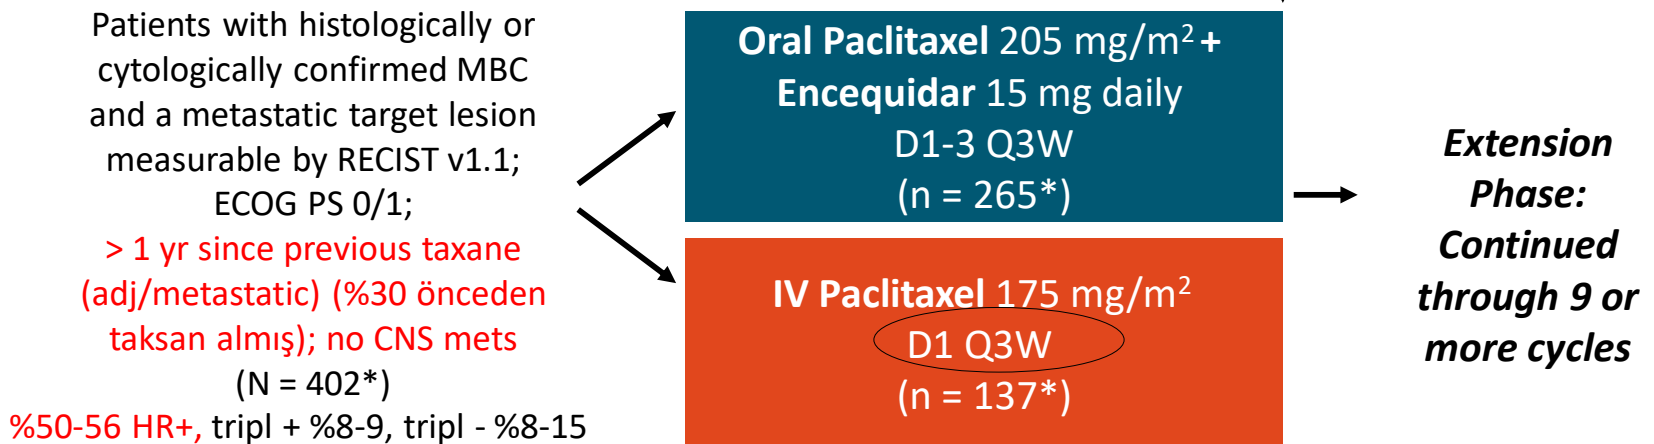 Patients with histologically or
cytologically confirmed MBC
and a metastatic target lesion
measurable by RECIST v1.1;
ECOG PS 0/1;
> 1 yr since previous taxane
(adj/metastatic) (%30 önceden
taksan almış); no CNS mets
(N = 402*)
%50-56 HR+, tripl + %8-9, tripl - %8-15
Oral Paclitaxel 205 mg/m² +
Encequidar 15 mg daily
D1-3 Q3W
(n = 265*)
IV Paclitaxel 175 mg/m²
D1 Q3W
(n = 137*)
Extension
Phase:
Continued
through 9 or
more cycles